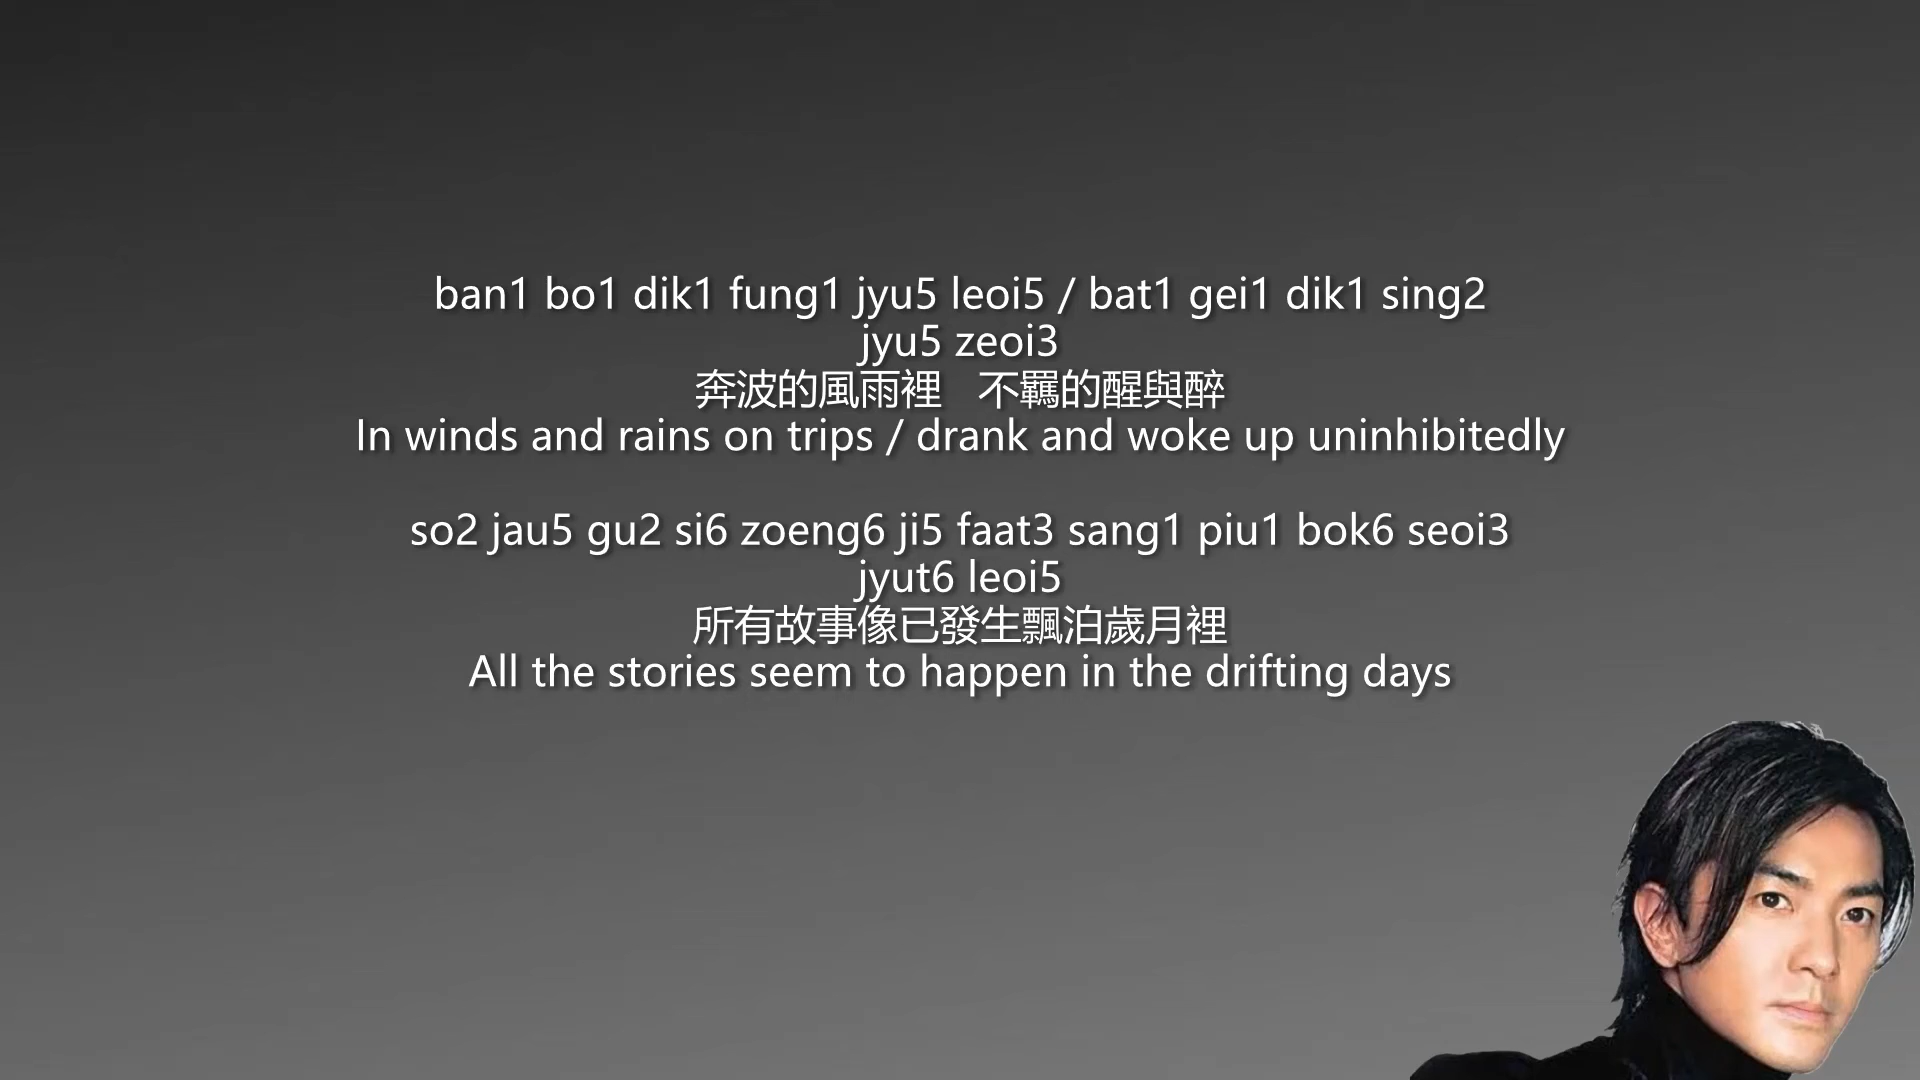 ban1 bo1 dik1 fung1 jyu5 leoi5 / bat1 gei1 dik1 sing2
jyu5 zeoi3
奔波的風雨裡　不羈的醒與醉
In winds and rains on trips / drank and woke up uninhibitedly
so2 jau5 gu2 si6 zoeng6 ji5 faat3 sang1 piu1 bok6 seoi3
jyut6 leoi5
所有故事像已發生飄泊歲月裡
All the stories seem to happen in the drifting days